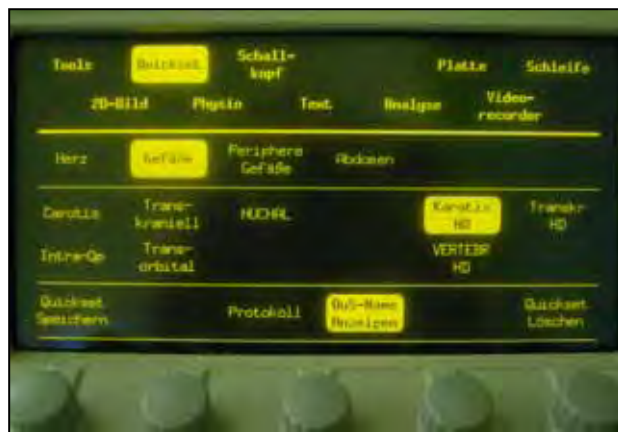 Tools Quickset Schall- Platte Schleife
kopf
2D-Bild Physio Text Analyse Video-
recorder
Herz Gefäße Periphere Abdomen
Gefäße
Carotis Trans- NUCHAL Karotis Transkr
kraniell HD HD
Intra-Op Trans- VERTEBR
orbital HD
Quickset Protokoll QuS-Name Quickset
Speichern Anzeigen Löschen